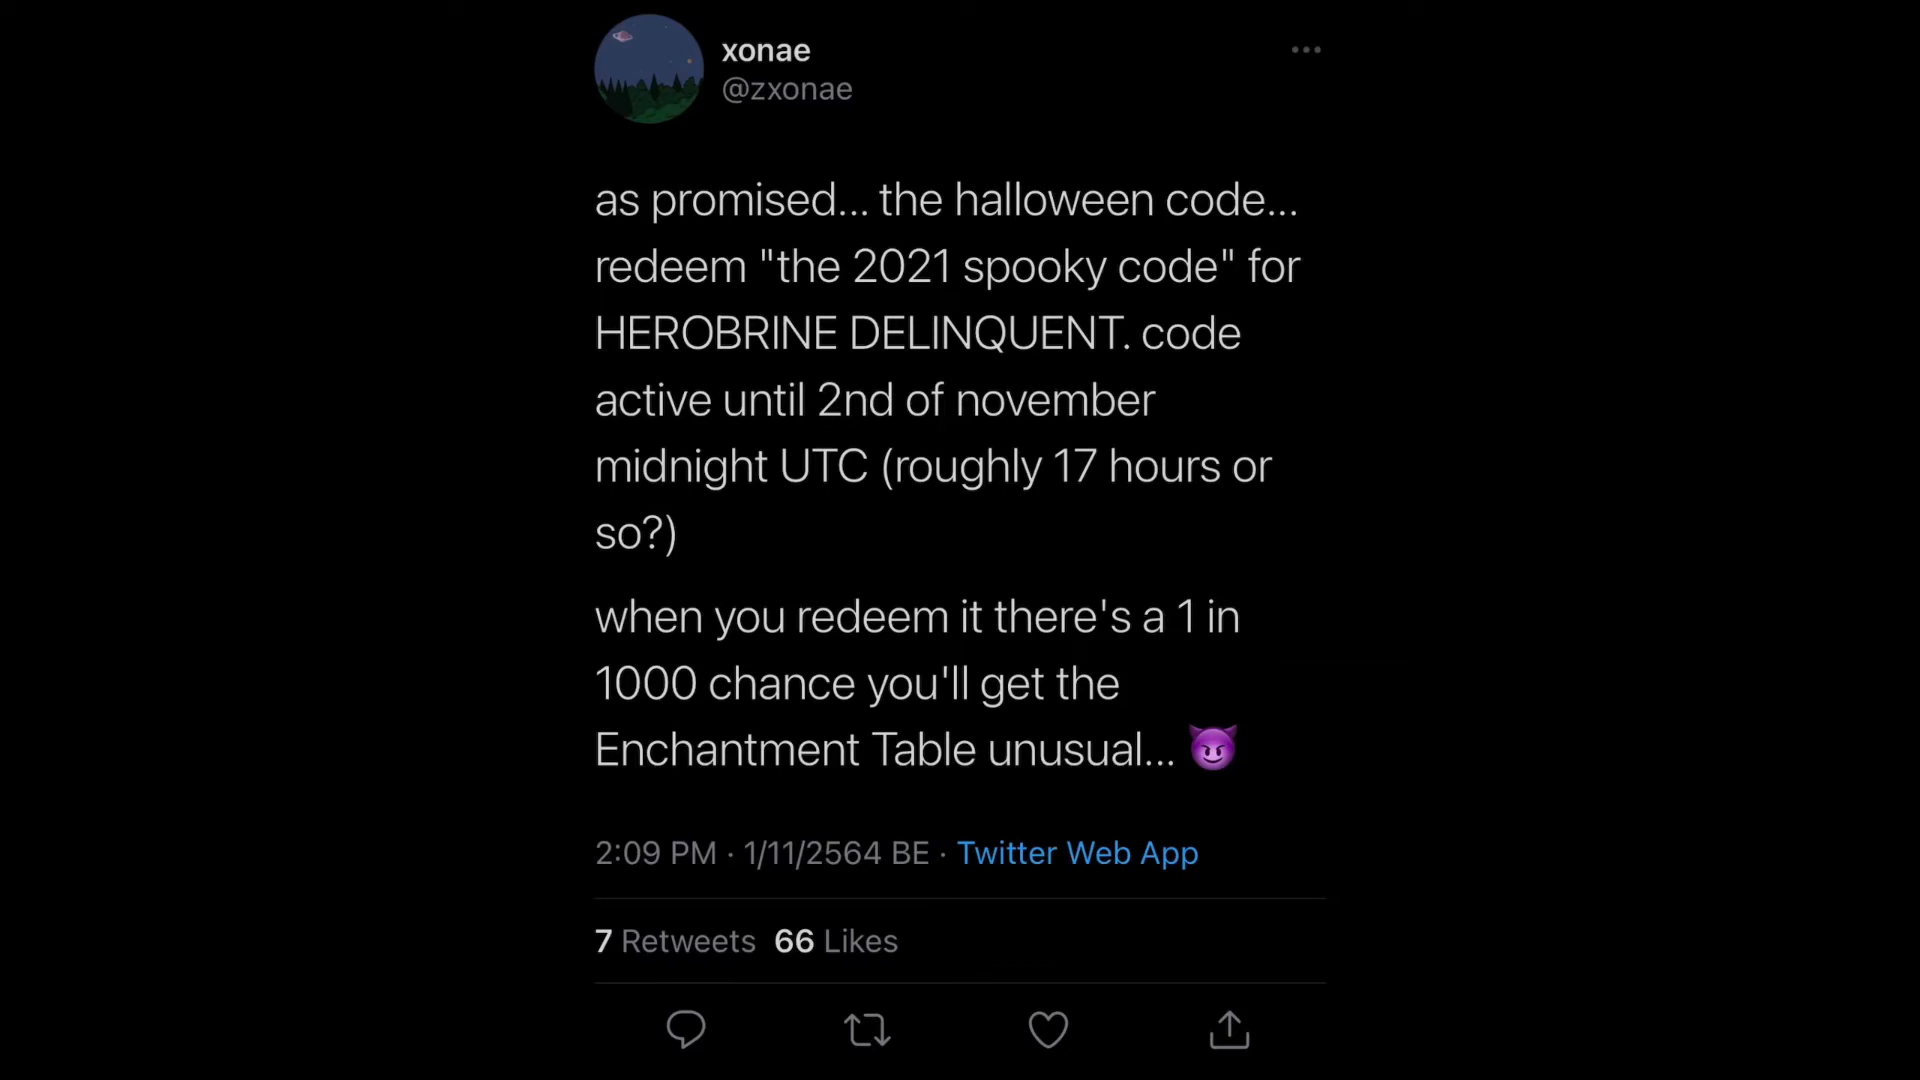 xonae
@zxonae
as promised... the halloween code...
redeem "the 2021 spooky code" for
HEROBRINE DELINQUENT. code
active until 2nd of november
midnight UTC (roughly 17 hours or
so?)
when you redeem it there's a 1 in
1000 chance you'll get the
Enchantment Table unusual... 😈
2:09 PM · 1/11/2564 BE · Twitter Web App
7 Retweets 66 Likes